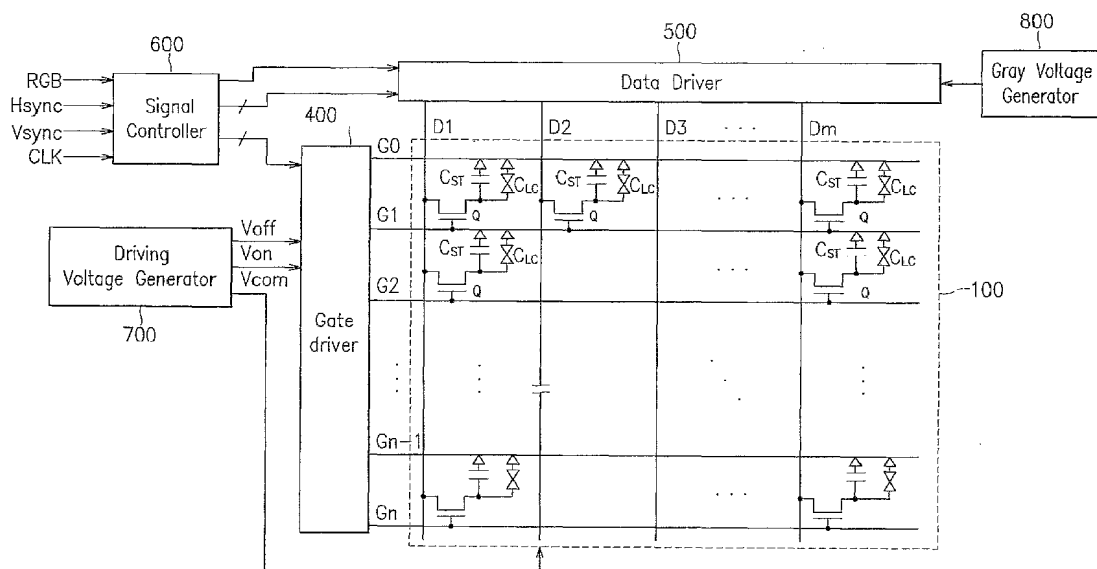 500
800
600
RGB
Hsync
Vsync
CLK
Signal
Controller
Data Driver
Gray Voltage
Generator
400
D1 D2 D3 ... Dm
G0
CST CLC CST CLC ... CST CLC
Q Q Q
G1
CST CLC ... CST CLC
Q Q
G2
Voff
Von
Vcom
Driving
Voltage Generator
700
Gate
driver
100
Gn-1
Gn